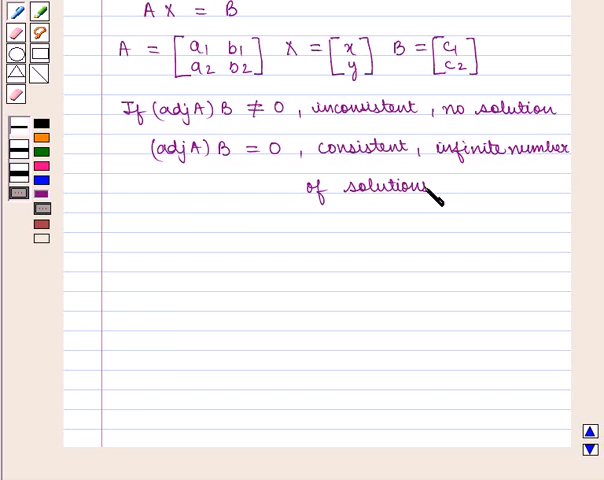 A X = B
A = [a1 b1 X = [x B = [c1
a2 b2] y] c2]
If (adj A) B ≠ 0, inconsistent, no solution
(adj A) B = 0, consistent, infinite number
of solutions